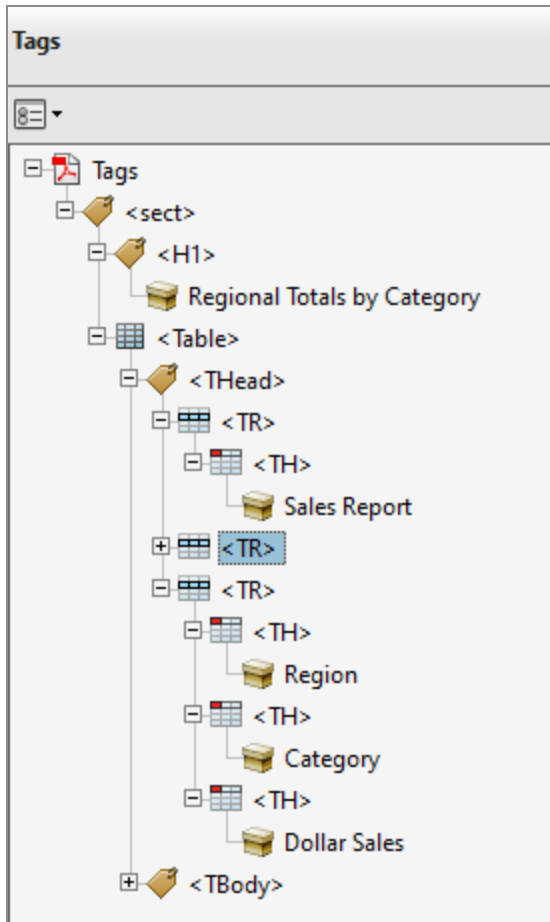 Tags
Tags
<sect>
<H1>
Regional Totals by Category
<Table>
<THead>
<TR>
<TH>
Sales Report
<TR>
<TR>
<TH>
Region
<TH>
Category
<TH>
Dollar Sales
<TBody>